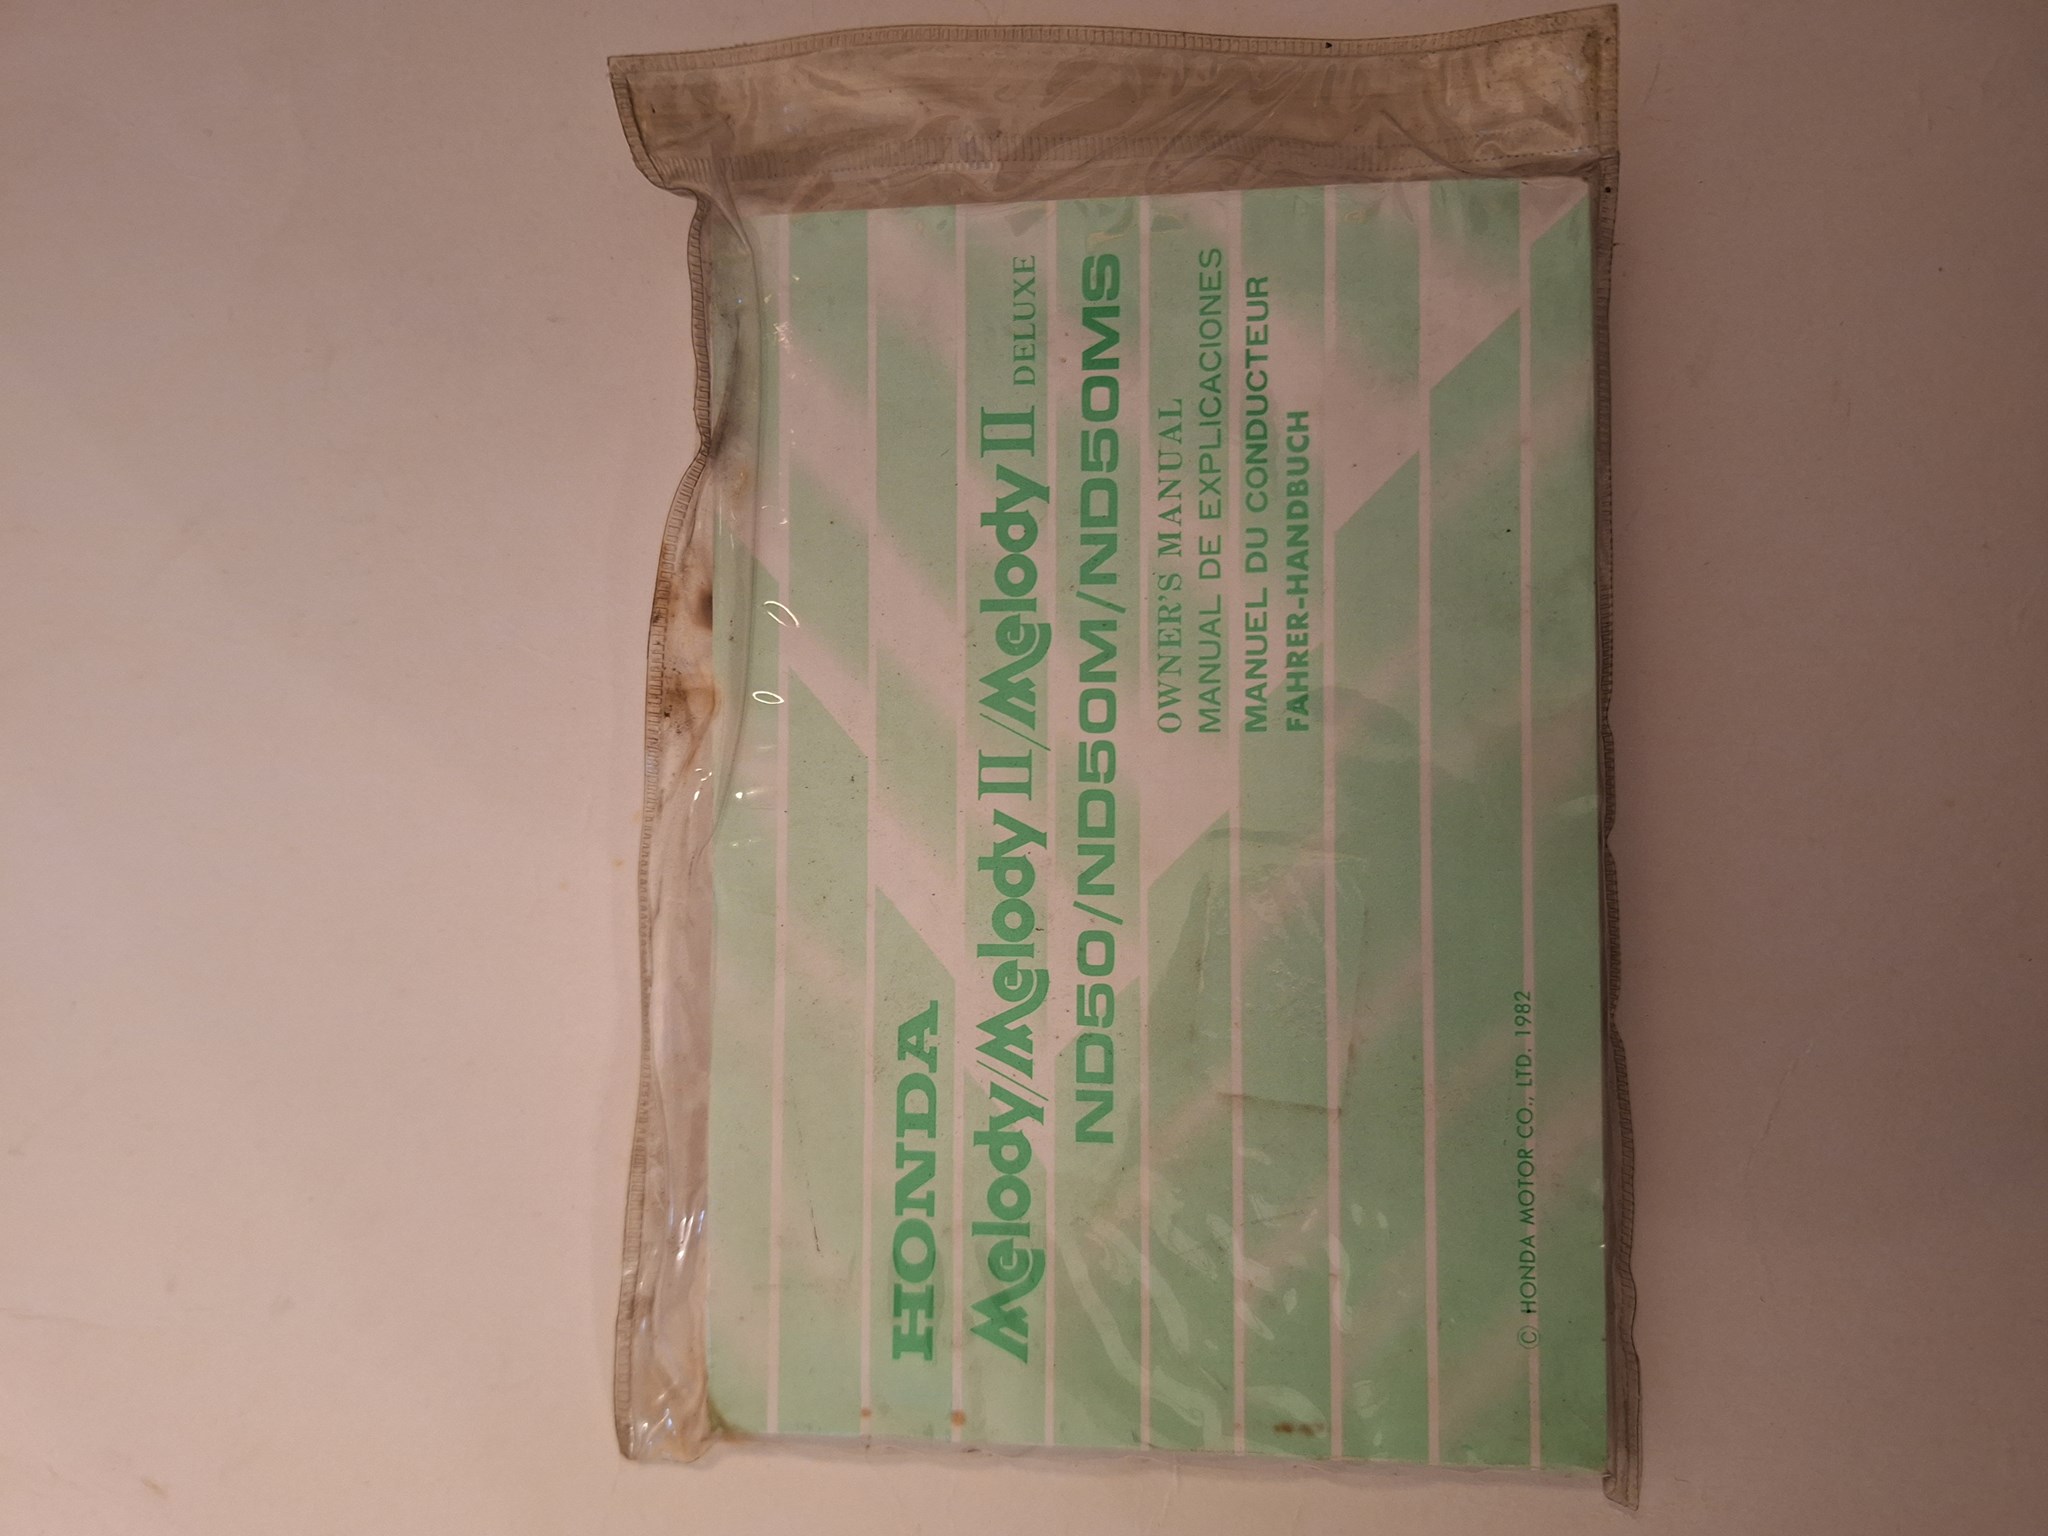 HONDA
Melody/Melody II/Melody II DELUXE
ND50/ND50M/ND50MS
OWNER'S MANUAL
MANUAL DE EXPLICACIONES
MANUEL DU CONDUCTEUR
FAHRER-HANDBUCH
© HONDA MOTOR CO., LTD. 1982